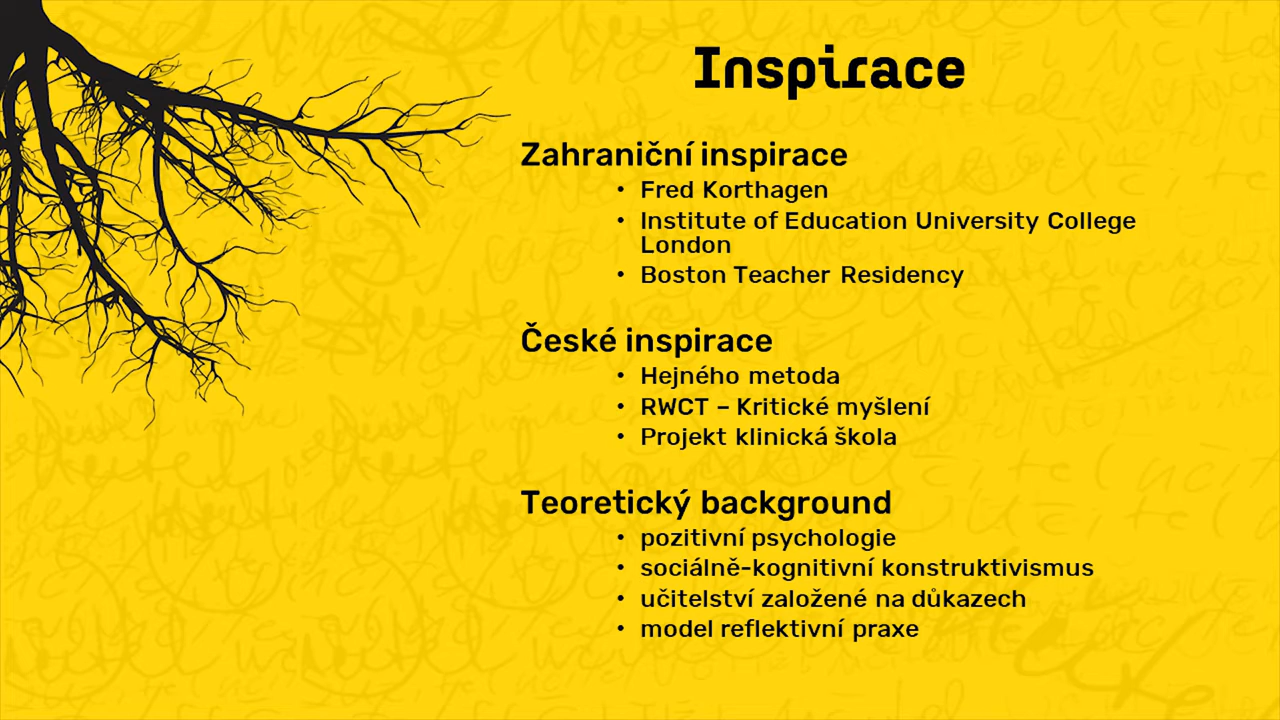 Inspirace
Zahraniční inspirace
• Fred Korthagen
• Institute of Education University College
London
• Boston Teacher Residency
České inspirace
• Hejného metoda
• RWCT – Kritické myšlení
• Projekt klinická škola
Teoretický background
• pozitivní psychologie
• sociálně-kognitivní konstruktivismus
• učitelství založené na důkazech
• model reflektivní praxe